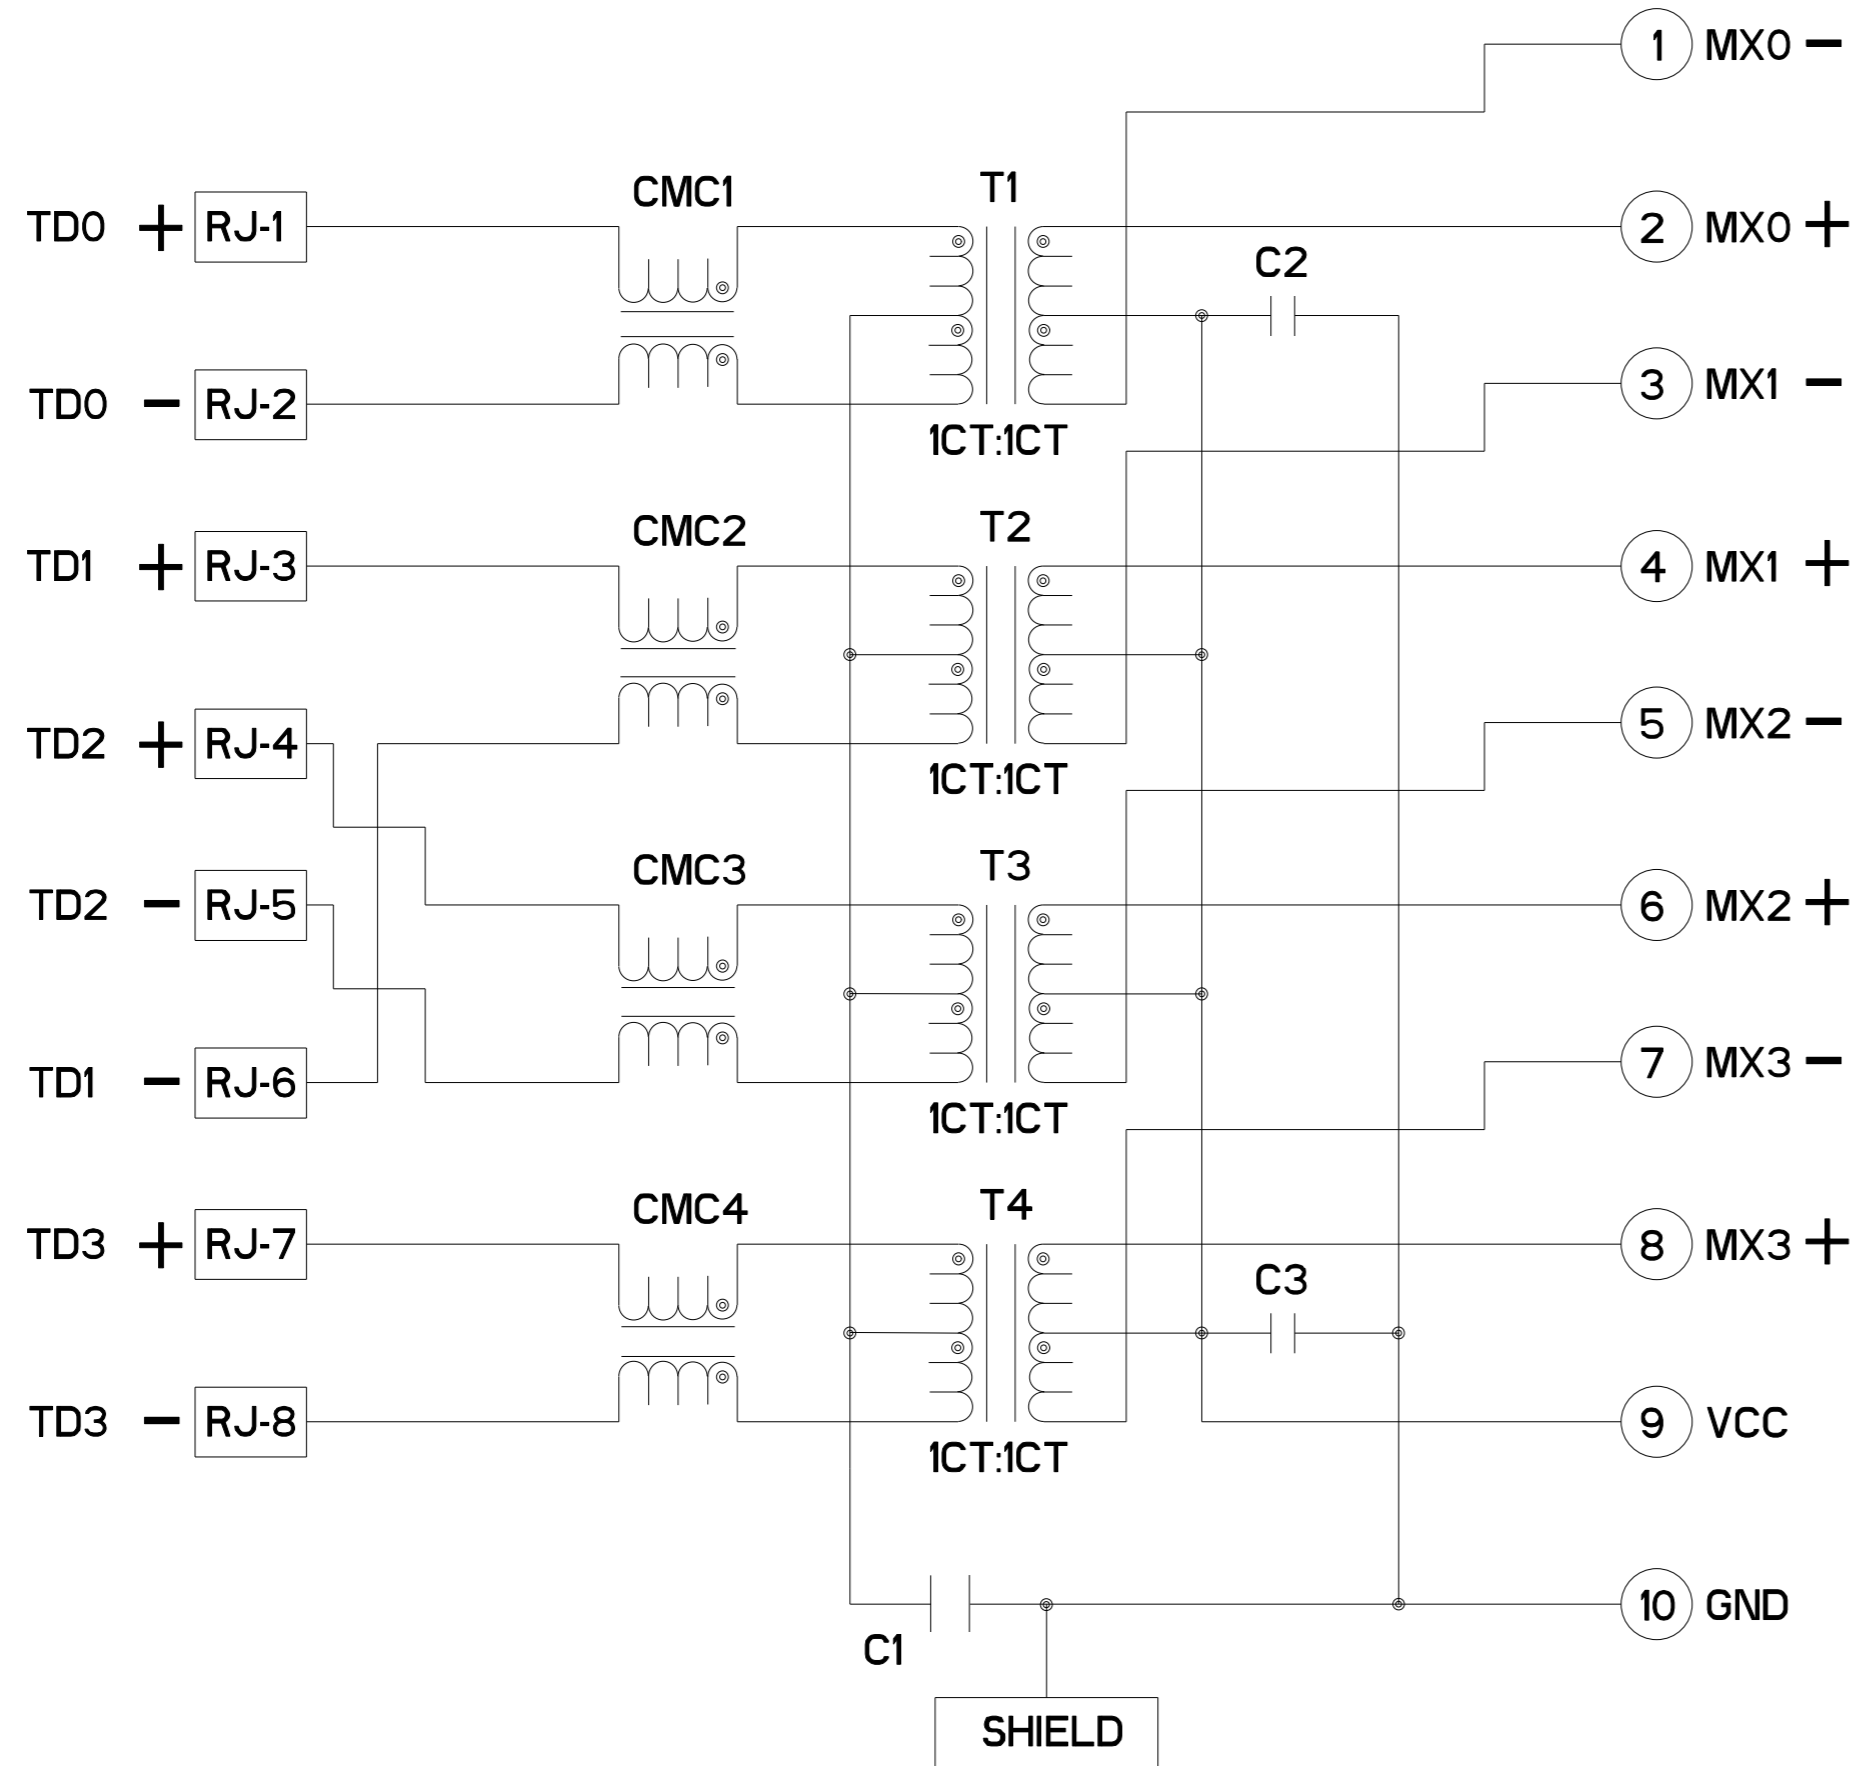 1 MX0 −
CMC1 T1
TD0 + RJ-1 2 MX0 +
C2
TD0 − RJ-2 3 MX1 −
1CT:1CT
CMC2 T2
TD1 + RJ-3 4 MX1 +
TD2 + RJ-4 5 MX2 −
1CT:1CT
CMC3 T3
TD2 − RJ-5 6 MX2 +
TD1 − RJ-6 7 MX3 −
1CT:1CT
CMC4 T4
TD3 + RJ-7 8 MX3 +
C3
TD3 − RJ-8 9 VCC
1CT:1CT
10 GND
C1
SHIELD